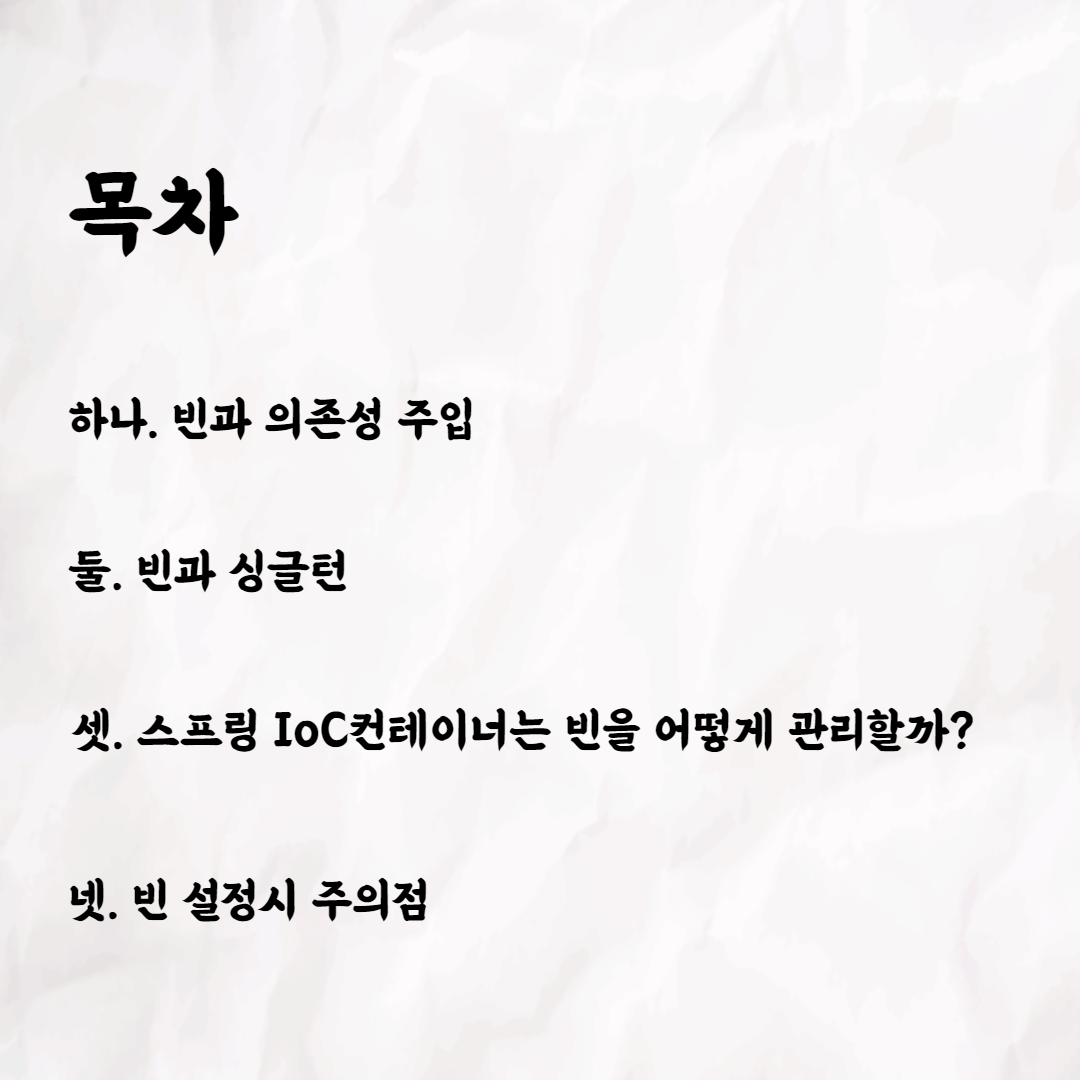 목차
하나. 빈과 의존성 주입
둘. 빈과 싱글턴
셋. 스프링 IoC컨테이너는 빈을 어떻게 관리할까?
넷. 빈 설정시 주의점